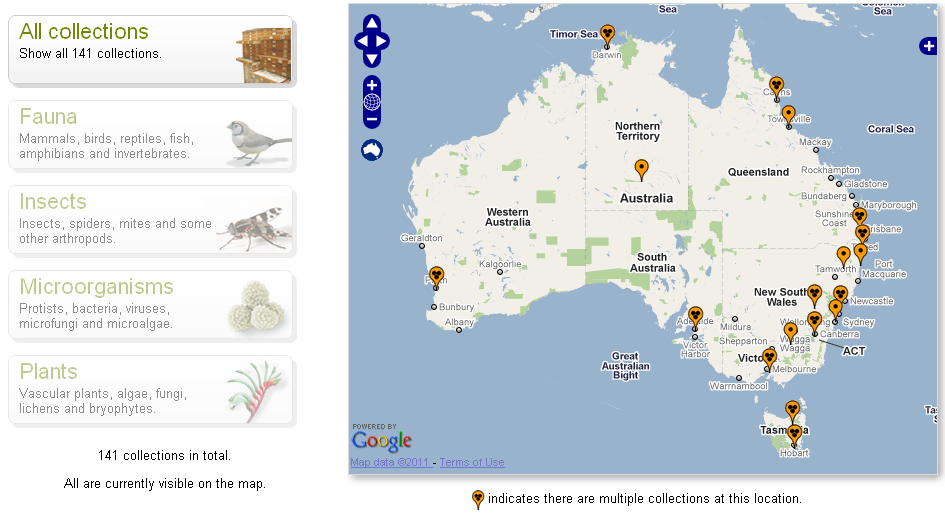 All collections
Show all 141 collections.
Fauna
Mammals, birds, reptiles, fish,
amphibians and invertebrates.
Insects
Insects, spiders, mites and some
other arthropods.
Microorganisms
Protists, bacteria, viruses,
microfungi and microalgae.
Plants
Vascular plants, algae, fungi,
lichens and bryophytes.
141 collections in total.
All are currently visible on the map.
Sea
Solomon
Sea
Timor Sea
Darwin
Cairns
Townsville
Coral Sea
Northern
Territory
Mackay
Queensland
Rockhampton
Gladstone
Australia
Bundaberg
Maryborough
Western
Australia
Sunshine
Coast
Brisbane
Geraldton
Kalgoorlie
South
Australia
Tamworth
Port
Macquarie
Perth
New South
Wales
Newcastle
Bunbury
Albany
Adelaide
Mildura
Wollongong
Sydney
Canberra
Victor
Harbor
Shepparton
Wagga
Wagga
ACT
Great
Australian
Bight
Victoria
Melbourne
Warrnambool
Tasmania
Hobart
POWERED BY
Google
Map data ©2011 - Terms of Use
indicates there are multiple collections at this location.